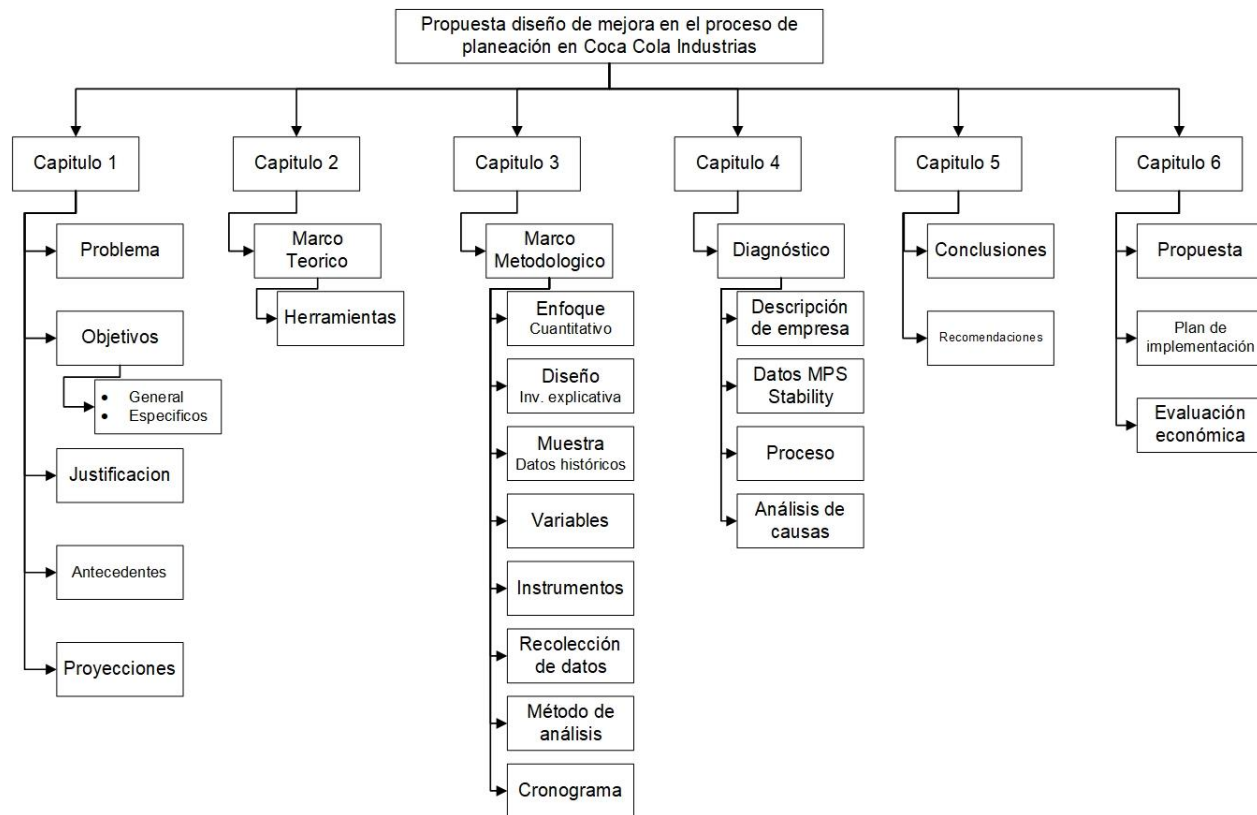 Propuesta diseño de mejora en el proceso de
planeación en Coca Cola Industrias
Capitulo 1
Problema
Objetivos
• General
• Especificos
Justificacion
Antecedentes
Proyecciones
Capitulo 2
Marco
Teorico
Herramientas
Capitulo 3
Marco
Metodologico
Enfoque
Cuantitativo
Diseño
Inv. explicativa
Muestra
Datos históricos
Variables
Instrumentos
Recolección
de datos
Método de
análisis
Cronograma
Capitulo 4
Diagnóstico
Descripción
de empresa
Datos MPS
Stability
Proceso
Análisis de
causas
Capitulo 5
Conclusiones
Recomendaciones
Capitulo 6
Propuesta
Plan de
implementación
Evaluación
económica